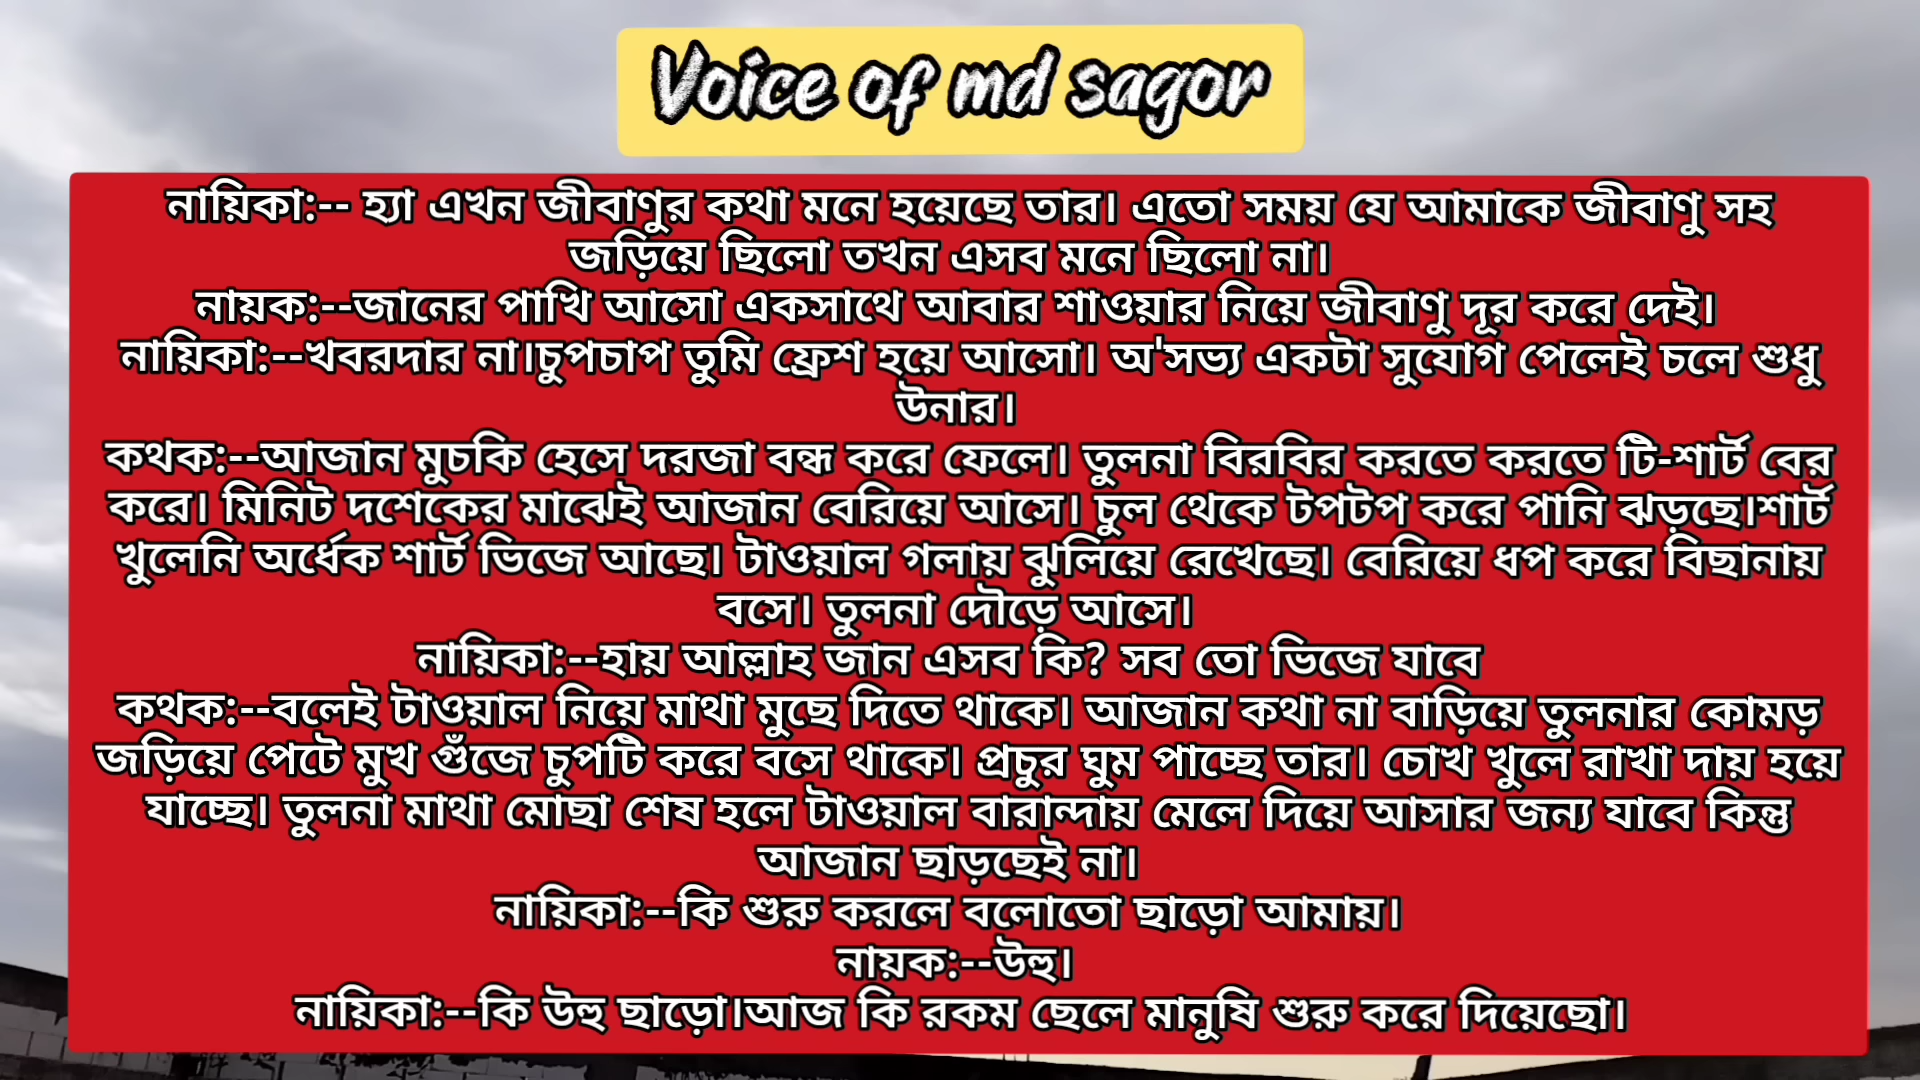 Voice of md sagor
নায়িকা:-- হ্যা এখন জীবাণুর কথা মনে হয়েছে তার। এতো সময় যে আমাকে জীবাণু সহ
জড়িয়ে ছিলো তখন এসব মনে ছিলো না।
নায়ক:--জানের পাখি আসো একসাথে আবার শাওয়ার নিয়ে জীবাণু দূর করে দেই।
নায়িকা:--খবরদার না।চুপচাপ তুমি ফ্রেশ হয়ে আসো। অ'সভ্য একটা সুযোগ পেলেই চলে শুধু
উনার।
কথক:--আজান মুচকি হেসে দরজা বন্ধ করে ফেলে। তুলনা বিরবির করতে করতে টি-শার্ট বের
করে। মিনিট দশেকের মাঝেই আজান বেরিয়ে আসে। চুল থেকে টপটপ করে পানি ঝড়ছে।শার্ট
খুলেনি অর্ধেক শার্ট ভিজে আছে। টাওয়াল গলায় ঝুলিয়ে রেখেছে। বেরিয়ে ধপ করে বিছানায়
বসে। তুলনা দৌড়ে আসে।
নায়িকা:--হায় আল্লাহ জান এসব কি? সব তো ভিজে যাবে
কথক:--বলেই টাওয়াল নিয়ে মাথা মুছে দিতে থাকে। আজান কথা না বাড়িয়ে তুলনার কোমড়
জড়িয়ে পেটে মুখ গুঁজে চুপটি করে বসে থাকে। প্রচুর ঘুম পাচ্ছে তার। চোখ খুলে রাখা দায় হয়ে
যাচ্ছে। তুলনা মাথা মোছা শেষ হলে টাওয়াল বারান্দায় মেলে দিয়ে আসার জন্য যাবে কিন্তু
আজান ছাড়ছেই না।
নায়িকা:--কি শুরু করলে বলোতো ছাড়ো আমায়।
নায়ক:--উহু।
নায়িকা:--কি উহু ছাড়ো।আজ কি রকম ছেলে মানুষি শুরু করে দিয়েছো।